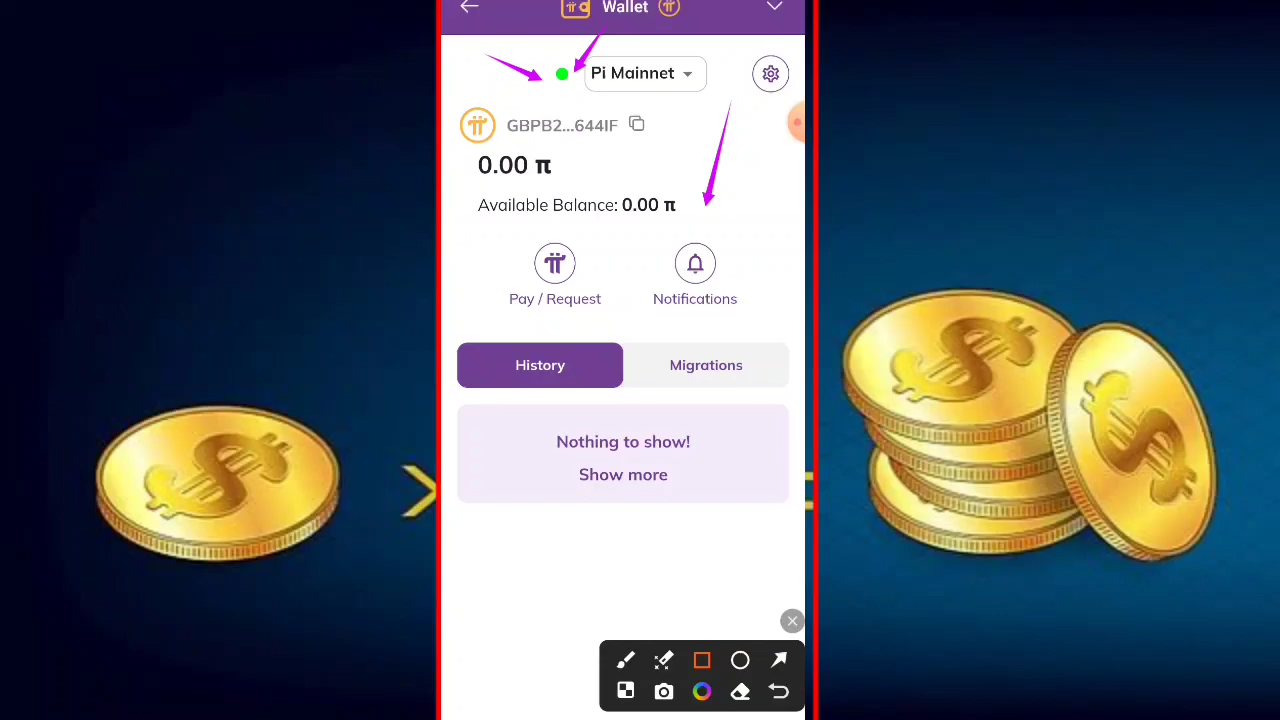 Wallet
Pi Mainnet
GBPB2...644IF
0.00 π
Available Balance: 0.00 π
Pay / Request
Notifications
History
Migrations
Nothing to show!
Show more